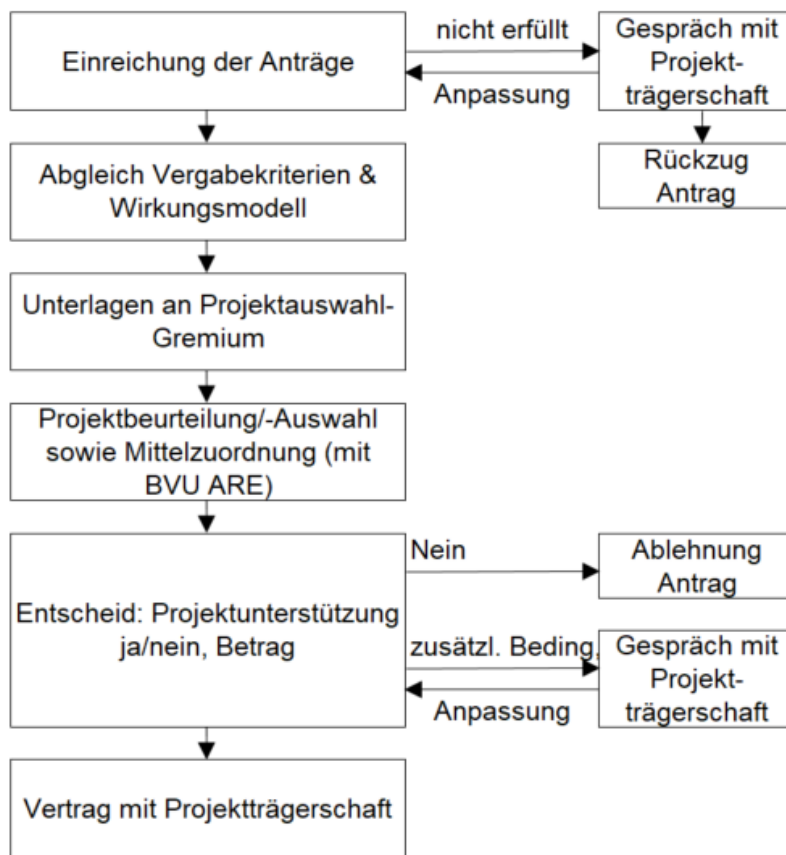 Einreichung der Anträge
nicht erfüllt
Anpassung
Gespräch mit
Projekt-
trägerschaft
Rückzug
Antrag
Abgleich Vergabekriterien &
Wirkungsmodell
Unterlagen an Projektauswahl-
Gremium
Projektbeurteilung/-Auswahl
sowie Mittelzuordnung (mit
BVU ARE)
Entscheid: Projektunterstützung
ja/nein, Betrag
Nein
Ablehnung
Antrag
zusätzl. Beding,
Anpassung
Gespräch mit
Projekt-
trägerschaft
Vertrag mit Projektträgerschaft